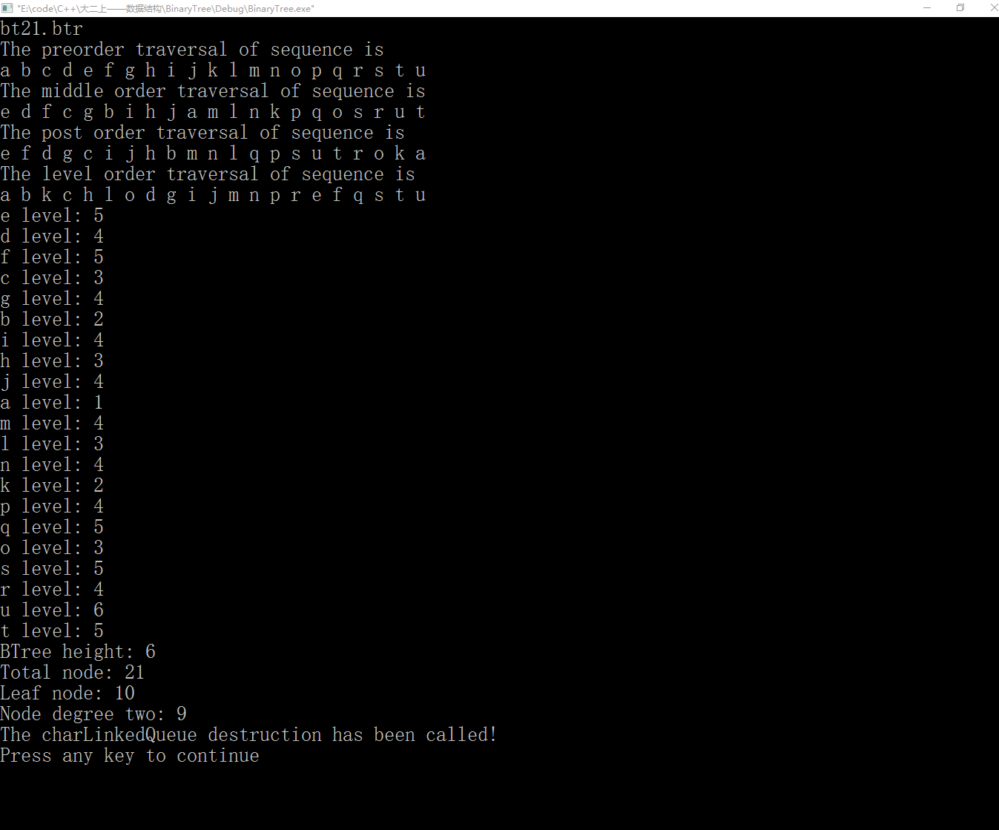 "E:\code\C++\大二上——数据结构\BinaryTree\Debug\BinaryTree.exe"
bt21.btr
The preorder traversal of sequence is
a b c d e f g h i j k l m n o p q r s t u
The middle order traversal of sequence is
e d f c g b i h j a m l n k p q o s r u t
The post order traversal of sequence is
e f d g c i j h b m n l q p s u t r o k a
The level order traversal of sequence is
a b k c h l o d g i j m n p r e f q s t u
e level: 5
d level: 4
f level: 5
c level: 3
g level: 4
b level: 2
i level: 4
h level: 3
j level: 4
a level: 1
m level: 4
l level: 3
n level: 4
k level: 2
p level: 4
q level: 5
o level: 3
s level: 5
r level: 4
u level: 6
t level: 5
BTree height: 6
Total node: 21
Leaf node: 10
Node degree two: 9
The charLinkedQueue destruction has been called!
Press any key to continue